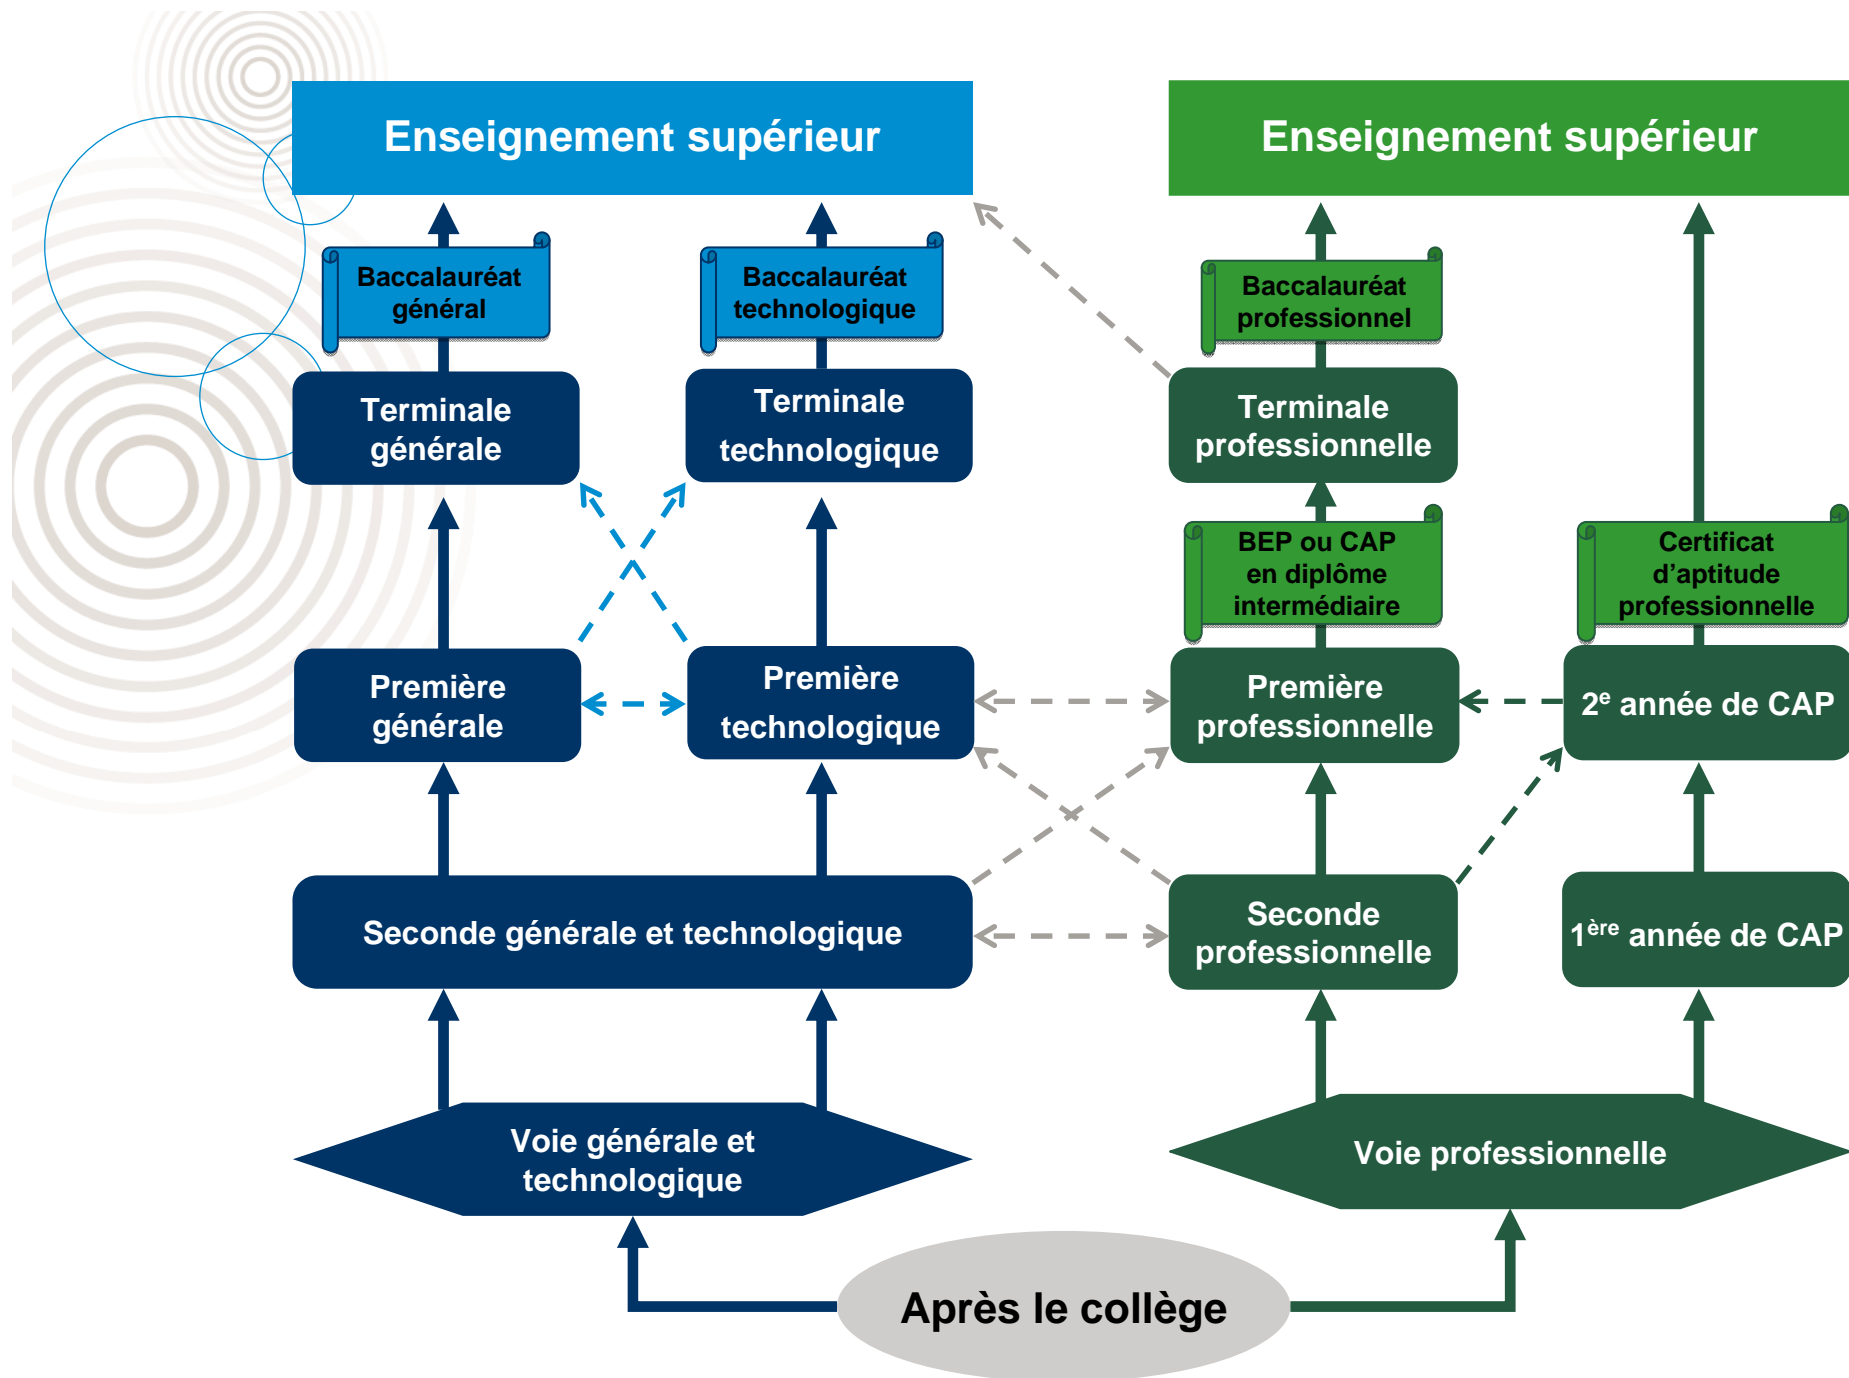 Enseignement supérieur
Enseignement supérieur
Baccalauréat
général
Baccalauréat
technologique
Baccalauréat
professionnel
Terminale
générale
Terminale
technologique
Terminale
professionnelle
BEP ou CAP
en diplôme
intermédiaire
Certificat
d’aptitude
professionnelle
Première
générale
Première
technologique
Première
professionnelle
2e année de CAP
Seconde générale et technologique
Seconde
professionnelle
1ère année de CAP
Voie générale et
technologique
Voie professionnelle
Après le collège